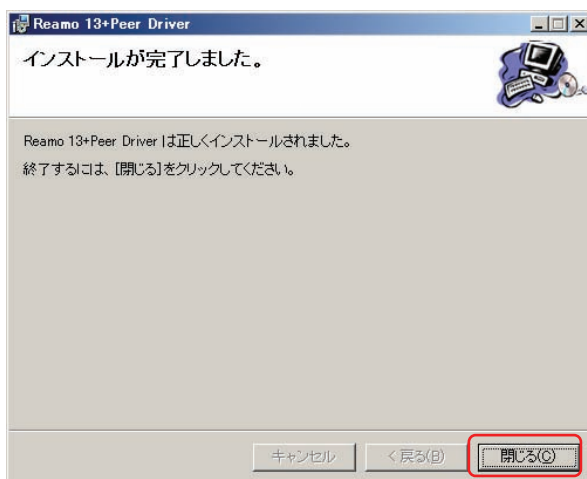 Reamo 13+Peer Driver
インストールが完了しました。
Reamo 13+Peer Driver は正しくインストールされました。
終了するには、[閉じる]をクリックしてください。
キャンセル
< 戻る(B)
閉じる(C)